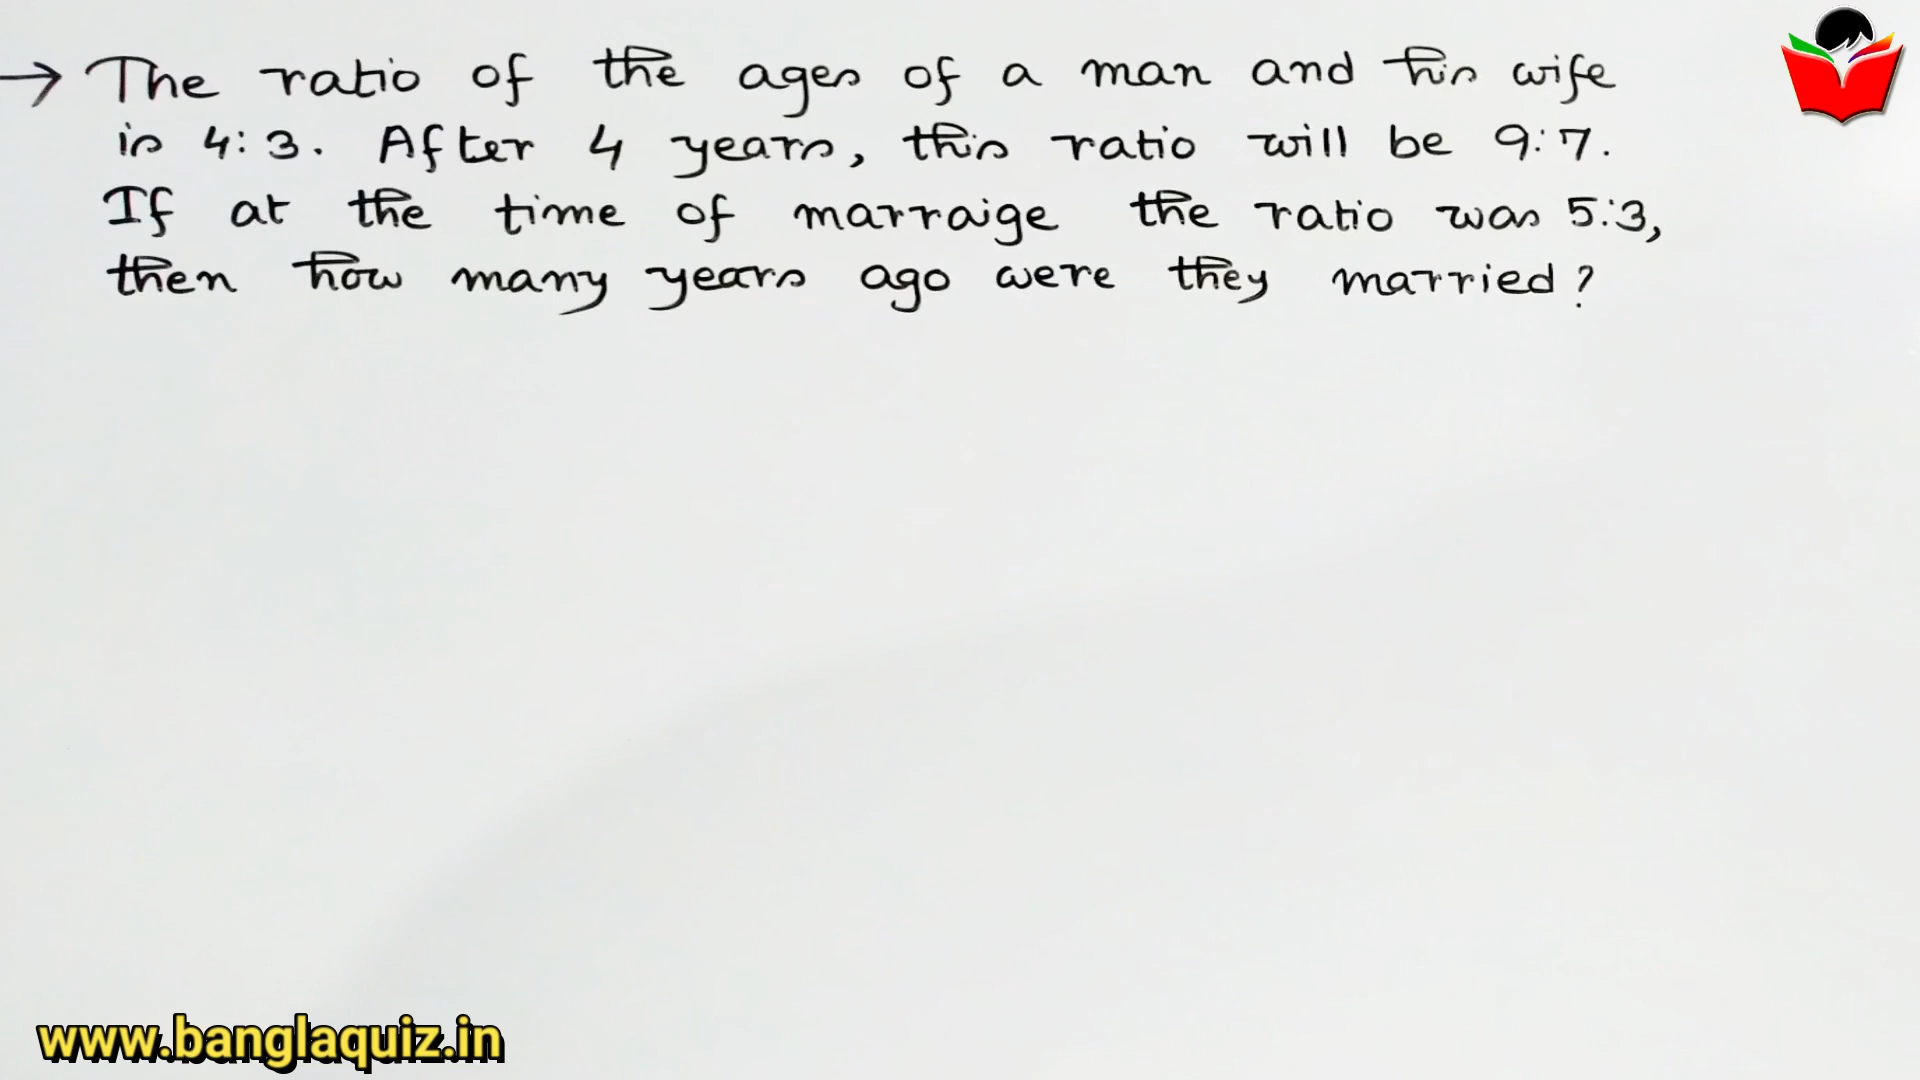 → The ratio of the ages of a man and his wife
is 4:3. After 4 years, this ratio will be 9:7.
If at the time of marraige the ratio was 5:3,
then how many years ago were they married?
www.banglaquiz.in